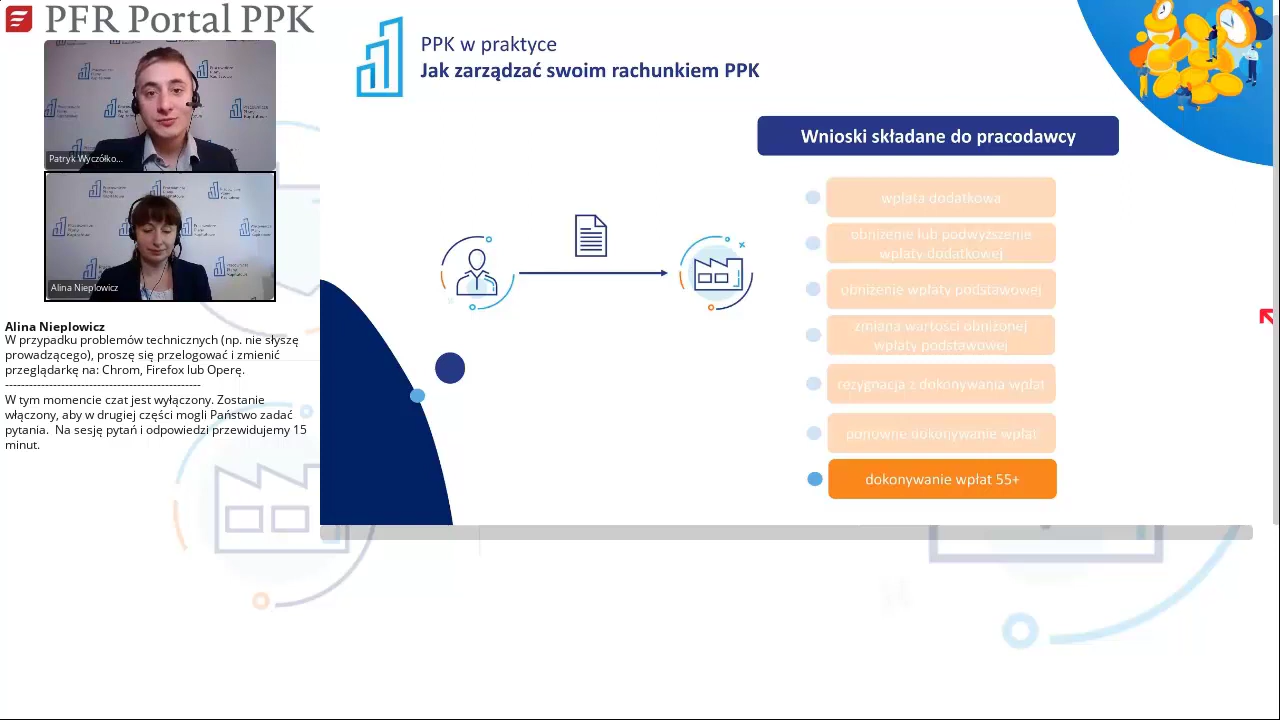 PFR Portal PPK
Patryk Wyczółko...
Alina Nieplowicz
Alina Nieplowicz
W przypadku problemów technicznych (np. nie słyszę
prowadzącego), proszę się przelogować i zmienić
przeglądarkę na: Chrom, Firefox lub Operę.
-------------------------------------------------
W tym momencie czat jest wyłączony. Zostanie
włączony, aby w drugiej części mogli Państwo zadać
pytania.  Na sesję pytań i odpowiedzi przewidujemy 15
minut.
PPK w praktyce
Jak zarządzać swoim rachunkiem PPK
Wnioski składane do pracodawcy
wpłata dodatkowa
obniżenie lub podwyższenie
wpłaty dodatkowej
obniżenie wpłaty podstawowej
zmiana wartości obniżonej
wpłaty podstawowej
rezygnacja z dokonywania wpłat
ponowne dokonywanie wpłat
dokonywanie wpłat 55+